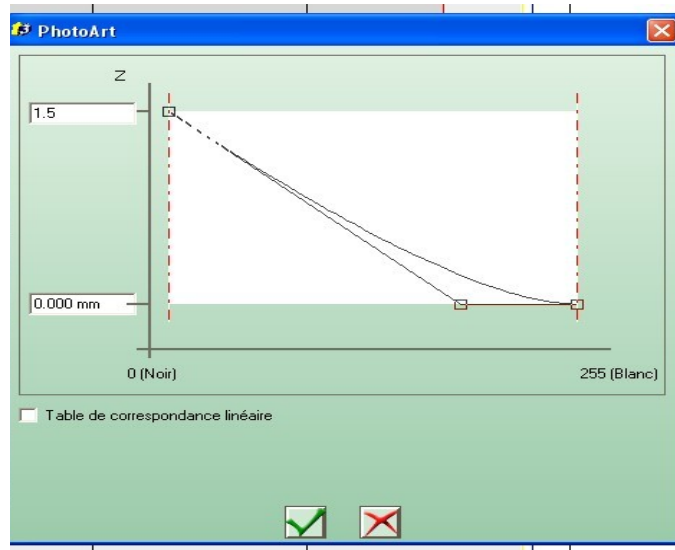 PhotoArt
Z
1.5
0.000 mm
0 (Noir)
255 (Blanc)
Table de correspondance linéaire